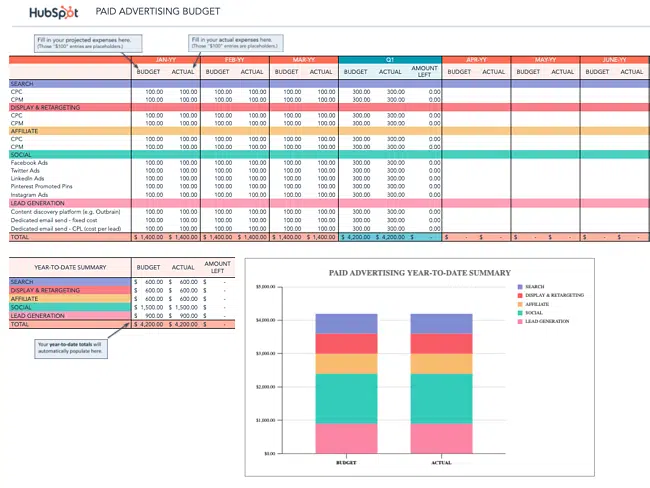 HubSpot PAID ADVERTISING BUDGET
Fill in your projected expenses here.
(Those "$100" entries are placeholders.)
Fill in your actual expenses here.
(Those "$100" entries are placeholders.)
JAN-YY FEB-YY MAR-YY Q1 APR-YY MAY-YY JUNE-YY
BUDGET ACTUAL BUDGET ACTUAL BUDGET ACTUAL BUDGET ACTUAL AMOUNT LEFT BUDGET ACTUAL BUDGET ACTUAL BUDGET ACTUAL
SEARCH
CPC 100.00 100.00 100.00 100.00 100.00 100.00 300.00 300.00 0.00
CPM 100.00 100.00 100.00 100.00 100.00 100.00 300.00 300.00 0.00
DISPLAY & RETARGETING
CPC 100.00 100.00 100.00 100.00 100.00 100.00 300.00 300.00 0.00
CPM 100.00 100.00 100.00 100.00 100.00 100.00 300.00 300.00 0.00
AFFILIATE
CPC 100.00 100.00 100.00 100.00 100.00 100.00 300.00 300.00 0.00
CPM 100.00 100.00 100.00 100.00 100.00 100.00 300.00 300.00 0.00
SOCIAL
Facebook Ads 100.00 100.00 100.00 100.00 100.00 100.00 300.00 300.00 0.00
Twitter Ads 100.00 100.00 100.00 100.00 100.00 100.00 300.00 300.00 0.00
LinkedIn Ads 100.00 100.00 100.00 100.00 100.00 100.00 300.00 300.00 0.00
Pinterest Promoted Pins 100.00 100.00 100.00 100.00 100.00 100.00 300.00 300.00 0.00
Instagram Ads 100.00 100.00 100.00 100.00 100.00 100.00 300.00 300.00 0.00
LEAD GENERATION
Content discovery platform (e.g. Outbrain) 100.00 100.00 100.00 100.00 100.00 100.00 300.00 300.00 0.00
Dedicated email send - fixed cost 100.00 100.00 100.00 100.00 100.00 100.00 300.00 300.00 0.00
Dedicated email send - CPL (cost per lead) 100.00 100.00 100.00 100.00 100.00 100.00 300.00 300.00 0.00
TOTAL $ 1,400.00 $ 1,400.00 $ 1,400.00 $ 1,400.00 $ 1,400.00 $ 1,400.00 $ 4,200.00 $ 4,200.00 $ - $ - $ - $ - $ - $ - $ -
YEAR-TO-DATE SUMMARY BUDGET ACTUAL AMOUNT LEFT
SEARCH $ 600.00 $ 600.00 $ -
DISPLAY & RETARGETING $ 600.00 $ 600.00 $ -
AFFILIATE $ 600.00 $ 600.00 $ -
SOCIAL $ 1,500.00 $ 1,500.00 $ -
LEAD GENERATION $ 900.00 $ 900.00 $ -
TOTAL $ 4,200.00 $ 4,200.00 $ -
Your year-to-date totals will
automatically populate here.
PAID ADVERTISING YEAR-TO-DATE SUMMARY
$5,000.00
$4,000.00
$3,000.00
$2,000.00
$1,000.00
$0.00
BUDGET ACTUAL
SEARCH
DISPLAY & RETARGETING
AFFILIATE
SOCIAL
LEAD GENERATION